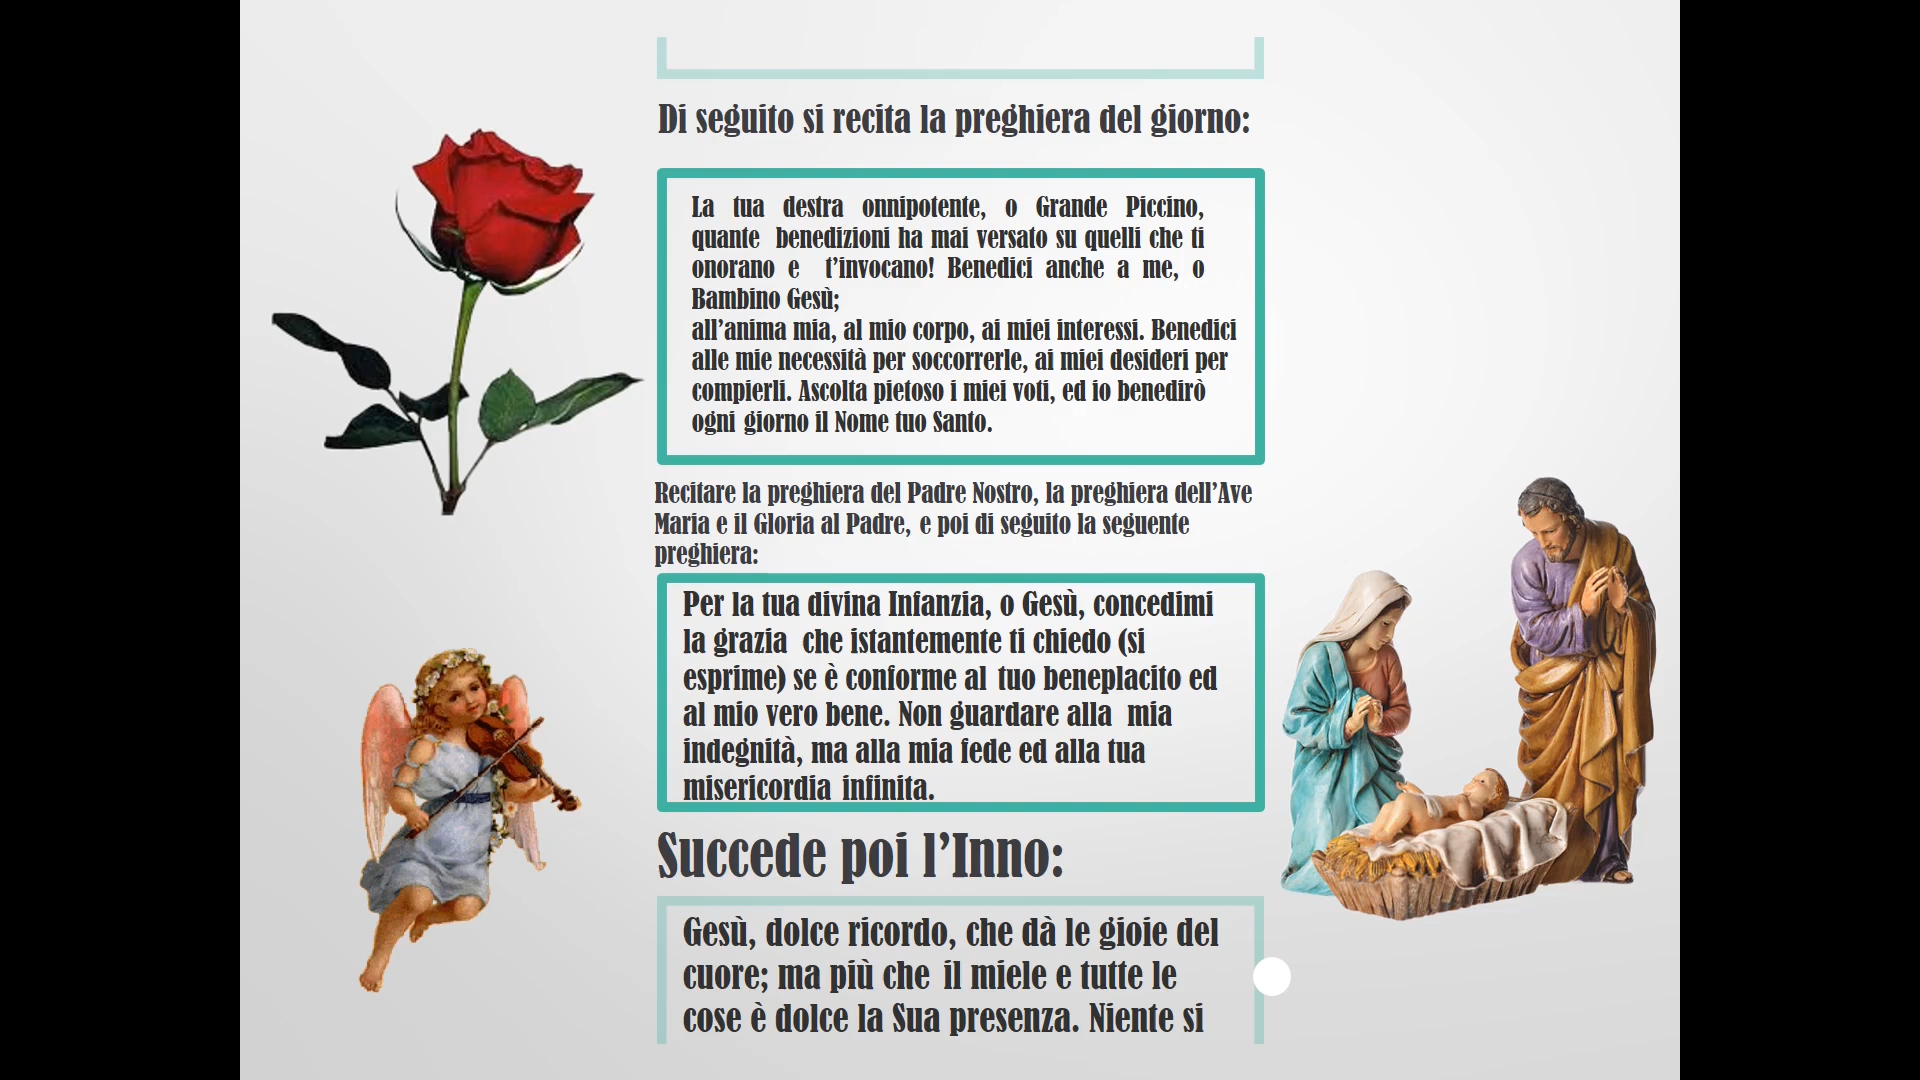 Di seguito si recita la preghiera del giorno:
La tua destra onnipotente, o Grande Piccino,
quante benedizioni ha mai versato su quelli che ti
onorano e t’invocano! Benedici anche a me, o
Bambino Gesù;
all’anima mia, al mio corpo, ai miei interessi. Benedici
alle mie necessità per soccorrerle, ai miei desideri per
compierli. Ascolta pietoso i miei voti, ed io benedirò
ogni giorno il Nome tuo Santo.
Recitare la preghiera del Padre Nostro, la preghiera dell’Ave
Maria e il Gloria al Padre, e poi di seguito la seguente
preghiera:
Per la tua divina Infanzia, o Gesù, concedimi
la grazia che istantemente ti chiedo (si
esprime) se è conforme al tuo beneplacito ed
al mio vero bene. Non guardare alla mia
indegnità, ma alla mia fede ed alla tua
misericordia infinita.
Succede poi l’Inno:
Gesù, dolce ricordo, che dà le gioie del
cuore; ma più che il miele e tutte le
cose è dolce la Sua presenza. Niente si